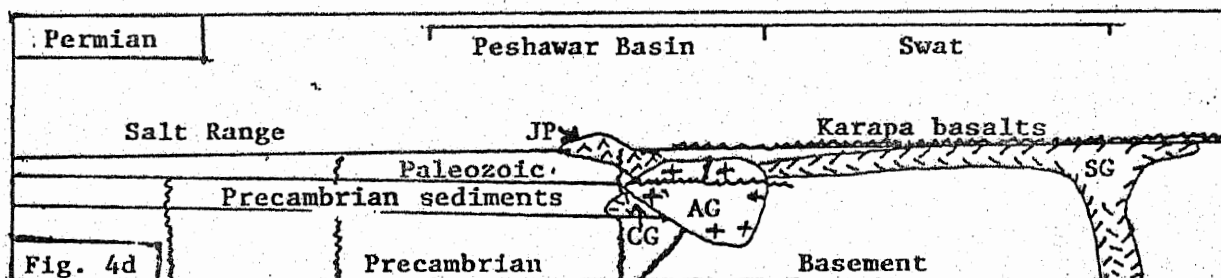 Permian
Peshawar Basin
Swat
Salt Range
JP
Karapa basalts
Paleozoic
SG
Precambrian sediments
AG
CG
Fig. 4d
Precambrian
Basement